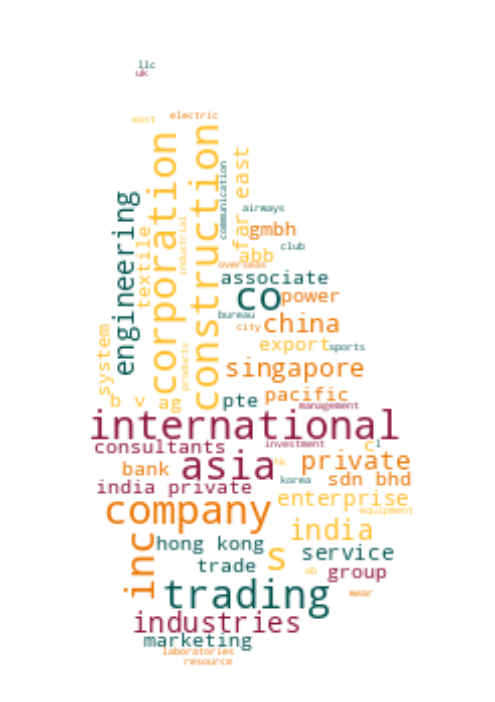 llc
uk
east
electric
corporation
construction
communication
far east
engineering
textile
industrial
airways
gmbh
club
abb
overseas
associate
co
power
bureau
city
china
system
products
export
sports
singapore
b v
ag
pte
pacific
management
international
consultants
investment
c
l
asia
private
bank
hk
india private
korea
sdn bhd
company
enterprise
equipment
inc
india
hong kong
s
service
trade
ab
group
trading
wear
industries
marketing
laboratories
resource